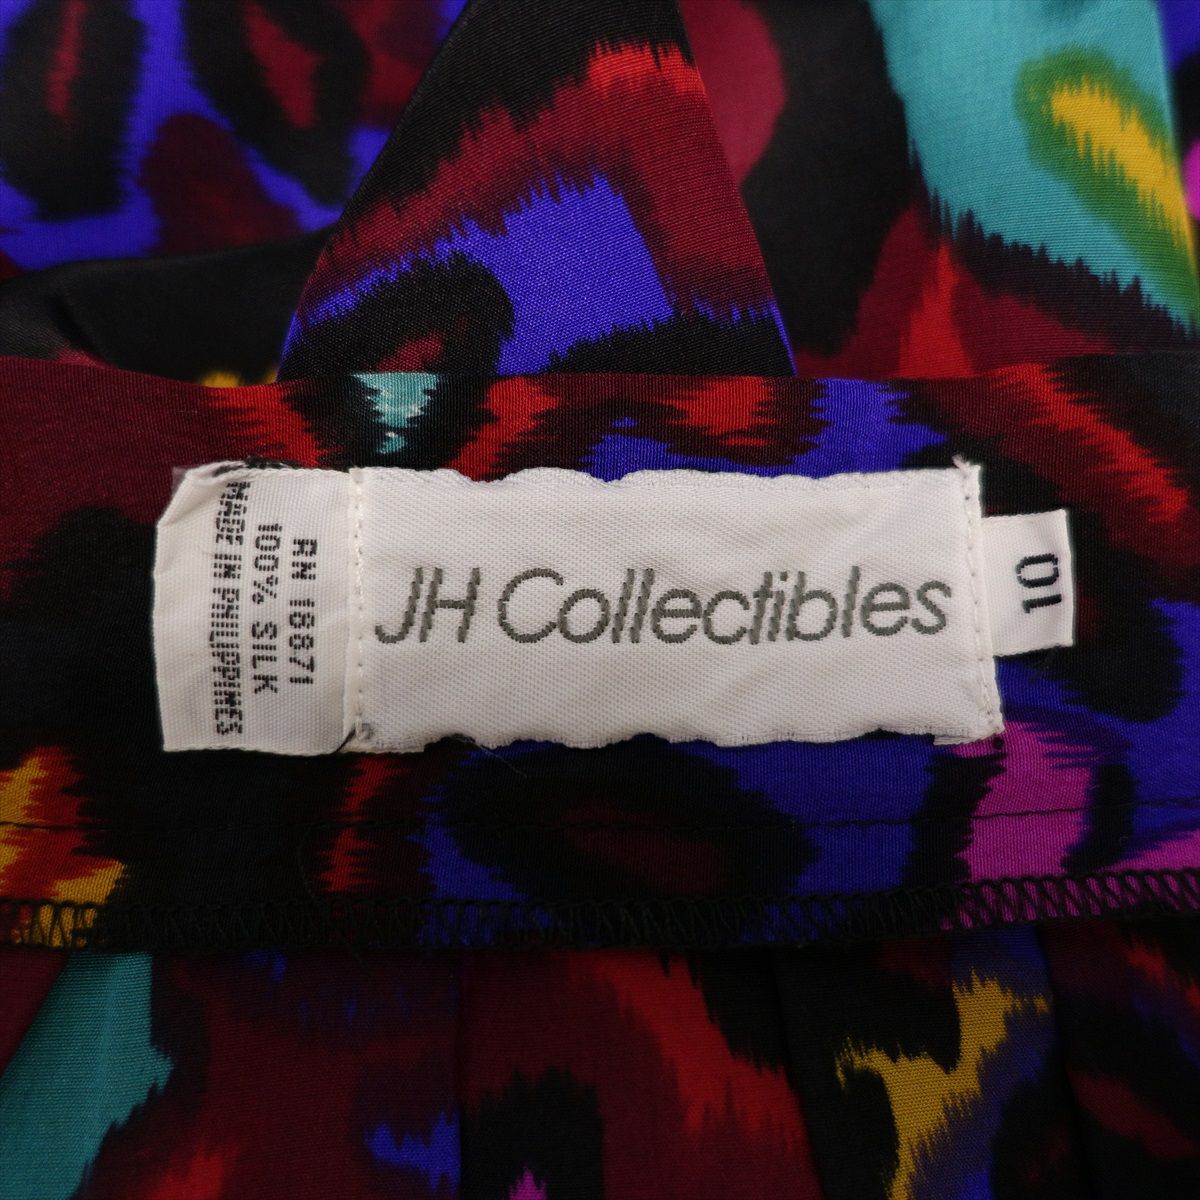 RN 18871
100% SILK
MADE IN PHILIPPINES
JH Collectibles
10